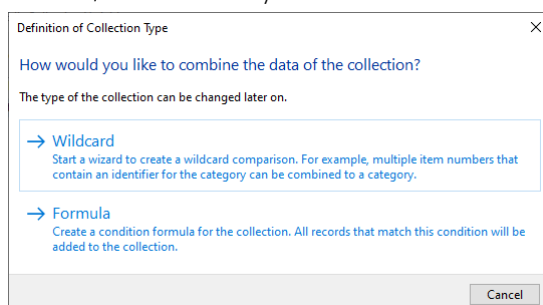 Definition of Collection Type
How would you like to combine the data of the collection?
The type of the collection can be changed later on.
Wildcard
Start a wizard to create a wildcard comparison. For example, multiple item numbers that
contain an identifier for the category can be combined to a category.
Formula
Create a condition formula for the collection. All records that match this condition will be
added to the collection.
Cancel